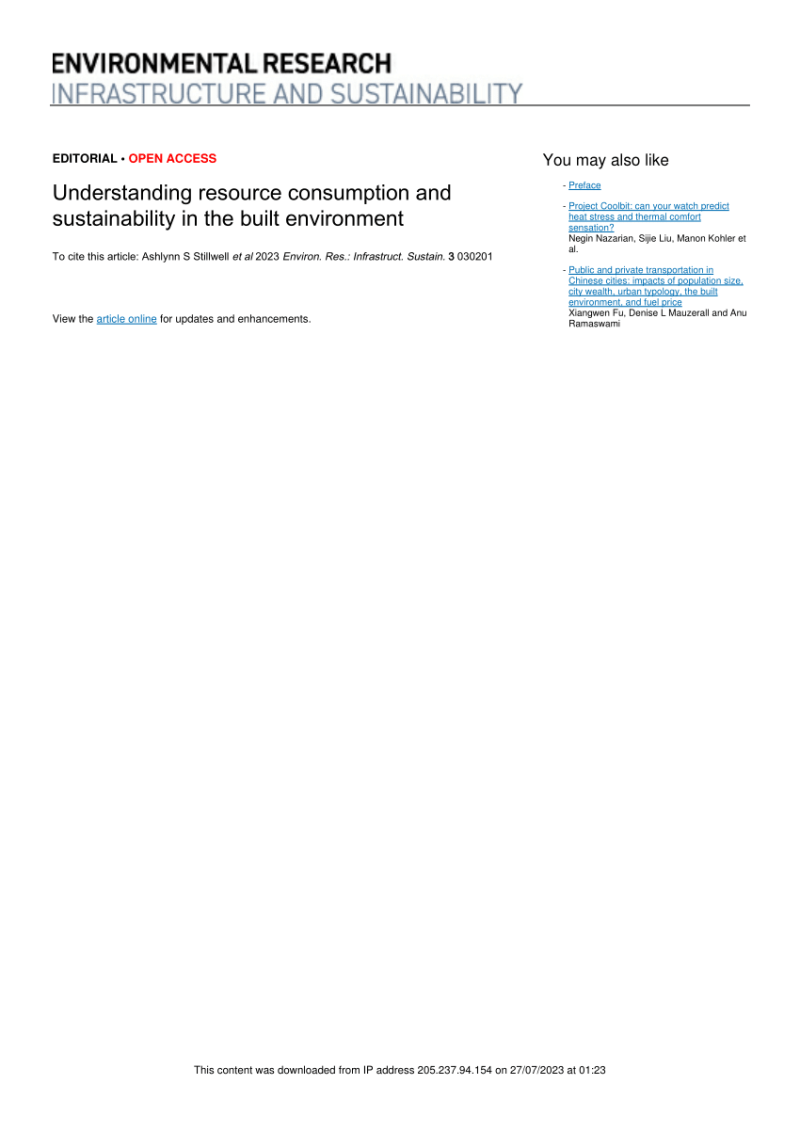 ENVIRONMENTAL RESEARCH
INFRASTRUCTURE AND SUSTAINABILITY
EDITORIAL • OPEN ACCESS
Understanding resource consumption and
sustainability in the built environment
To cite this article: Ashlynn S Stillwell et al 2023 Environ. Res.: Infrastruct. Sustain. 3 030201
View the article online for updates and enhancements.
You may also like
- Preface
- Project Coolbit: can your watch predict
heat stress and thermal comfort
sensation?
Negin Nazarian, Sijie Liu, Manon Kohler et
al.
- Public and private transportation in
Chinese cities: impacts of population size,
city wealth, urban typology, the built
environment, and fuel price
Xiangwen Fu, Denise L Mauzerall and Anu
Ramaswami
This content was downloaded from IP address 205.237.94.154 on 27/07/2023 at 01:23